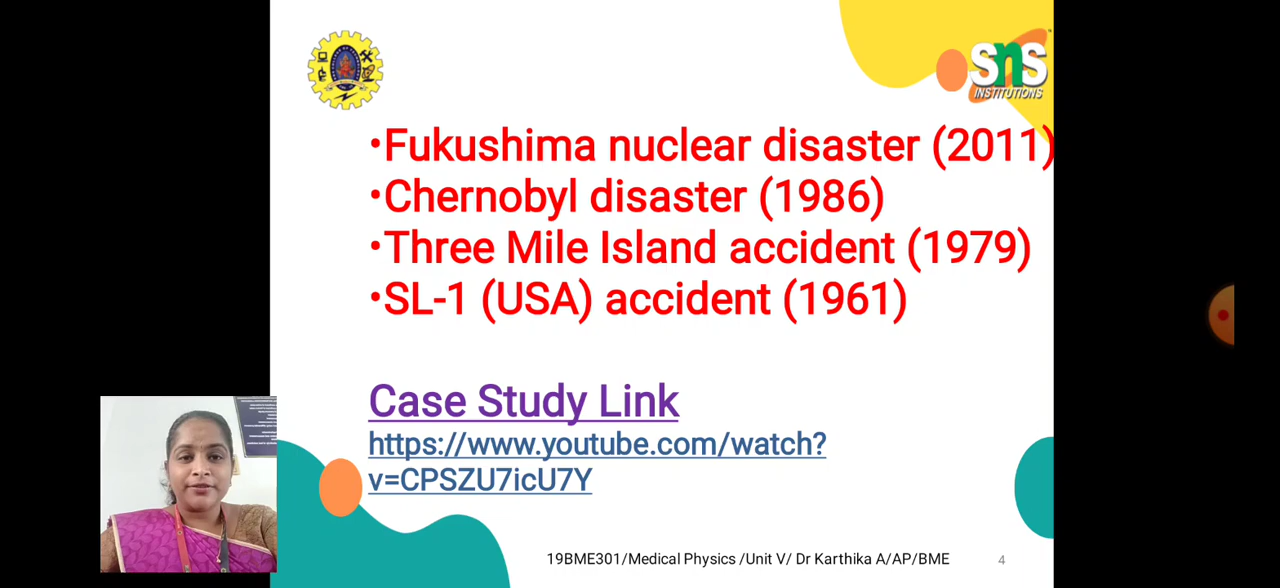 SNS
INSTITUTIONS
•Fukushima nuclear disaster (2011)
•Chernobyl disaster (1986)
•Three Mile Island accident (1979)
•SL-1 (USA) accident (1961)
Case Study Link
https://www.youtube.com/watch?
v=CPSZU7icU7Y
19BME301/Medical Physics /Unit V/ Dr Karthika A/AP/BME
4